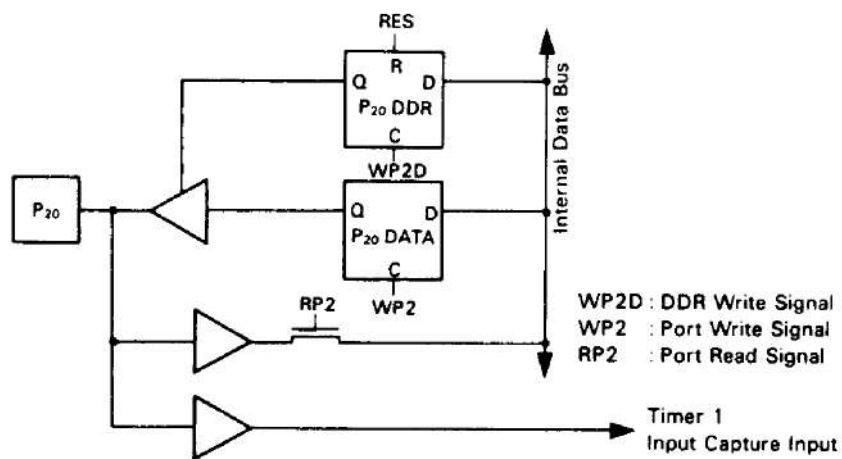 RES
R
Q D
P₂₀ DDR
C
WP2D
P₂₀
Q D
P₂₀ DATA
C
WP2
RP2
Internal Data Bus
WP2D : DDR Write Signal
WP2 : Port Write Signal
RP2 : Port Read Signal
Timer 1
Input Capture Input